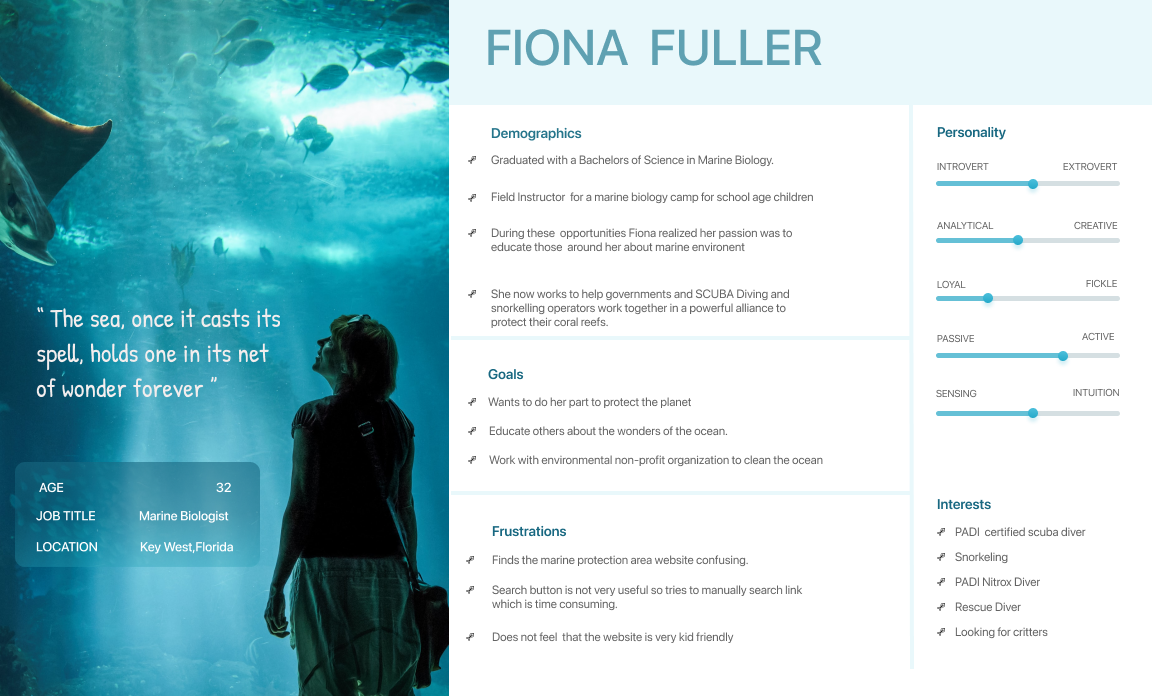 FIONA FULLER
“ The sea, once it casts its
spell, holds one in its net
of wonder forever ”
AGE 32
JOB TITLE Marine Biologist
LOCATION Key West,Florida
Demographics
Graduated with a Bachelors of Science in Marine Biology.
Field Instructor for a marine biology camp for school age children
During these opportunities Fiona realized her passion was to
educate those around her about marine environent
She now works to help governments and SCUBA Diving and
snorkelling operators work together in a powerful alliance to
protect their coral reefs.
Goals
Wants to do her part to protect the planet
Educate others about the wonders of the ocean.
Work with environmental non-profit organization to clean the ocean
Frustrations
Finds the marine protection area website confusing.
Search button is not very useful so tries to manually search link
which is time consuming.
Does not feel that the website is very kid friendly
Personality
INTROVERT EXTROVERT
ANALYTICAL CREATIVE
LOYAL FICKLE
PASSIVE ACTIVE
SENSING INTUITION
Interests
PADI certified scuba diver
Snorkeling
PADI Nitrox Diver
Rescue Diver
Looking for critters